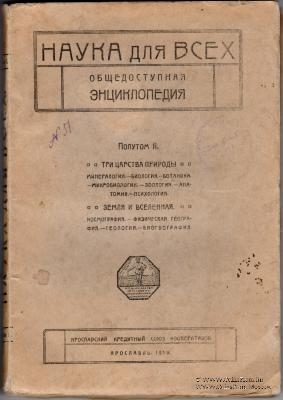 НАУКА ДЛЯ ВСЕХ
ОБЩЕДОСТУПНАЯ
ЭНЦИКЛОПЕДИЯ
N 51
Полутом II.
ТРИ ЦАРСТВА ПРИРОДЫ
МИНЕРАЛОГИЯ.—БИОЛОГИЯ.—БОТАНИКА.
—МИКРОБИОЛОГИЯ.—ЗООЛОГИЯ.—АНА-
ТОМИЯ.—ПСИХОЛОГИЯ.
ЗЕМЛЯ И ВСЕЛЕННАЯ.
КОСМОГРАФИЯ.—ФИЗИЧЕСКАЯ ГЕОГРА-
ФИЯ.—ГЕОЛОГИЯ.—БИОГЕОГРАФИЯ.
ЯРОСЛАВСКИЙ КРЕДИТНЫЙ СОЮЗ КООПЕРАТИВОВ
ЯРОСЛАВЛЬ.